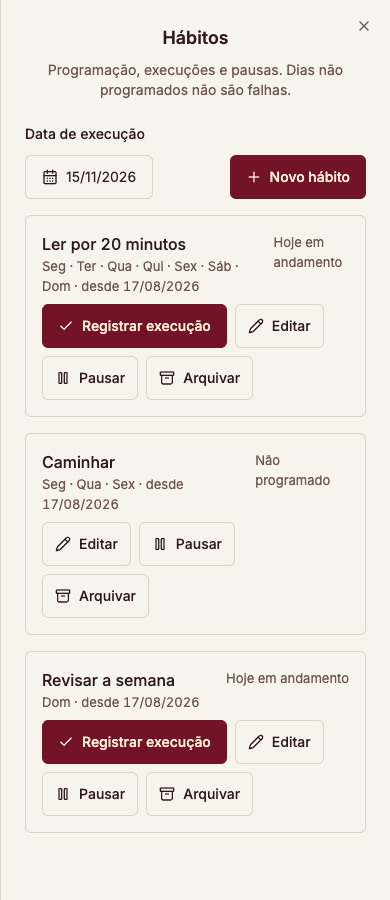 Hábitos
Programação, execuções e pausas. Dias não
programados não são falhas.
Data de execução
15/11/2026
Novo hábito
Ler por 20 minutos
Hoje em
andamento
Seg · Ter · Qua · Qui · Sex · Sáb ·
Dom · desde 17/08/2026
Registrar execução
Editar
Pausar
Arquivar
Caminhar
Não
programado
Seg · Qua · Sex · desde
17/08/2026
Editar
Pausar
Arquivar
Revisar a semana
Hoje em andamento
Dom · desde 17/08/2026
Registrar execução
Editar
Pausar
Arquivar